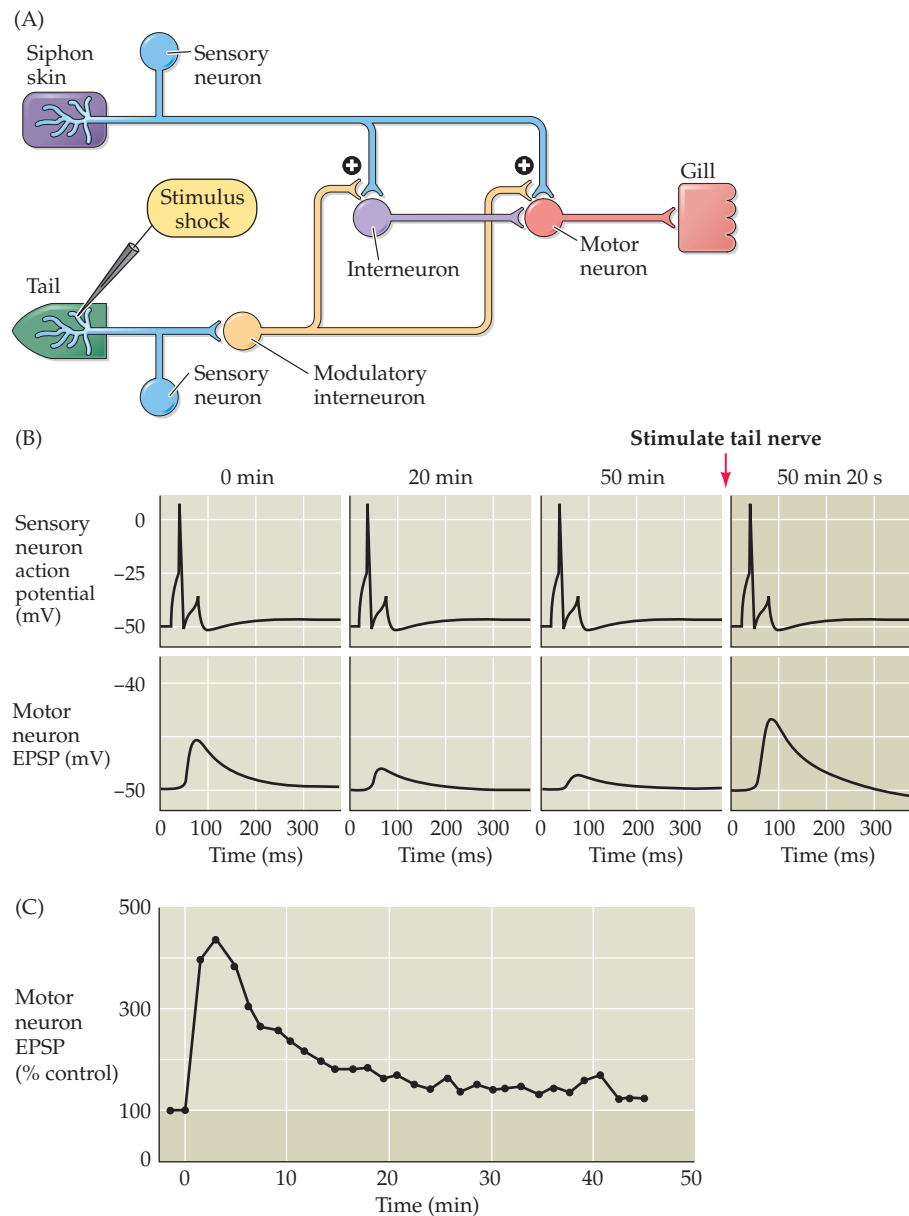 (A)
Siphon
skin
Sensory
neuron
+
+
Gill
Stimulus
shock
Interneuron
Motor
neuron
Tail
Sensory
neuron
Modulatory
interneuron
(B)
Stimulate tail nerve
0 min
20 min
50 min
50 min 20 s
Sensory
neuron
action
potential
(mV)
0
–25
–50
Motor
neuron
EPSP (mV)
–40
–50
0 100 200 300
0 100 200 300
0 100 200 300
0 100 200 300
Time (ms)
Time (ms)
Time (ms)
Time (ms)
(C)
Motor
neuron
EPSP
(% control)
500
300
100
0
0 10 20 30 40 50
Time (min)